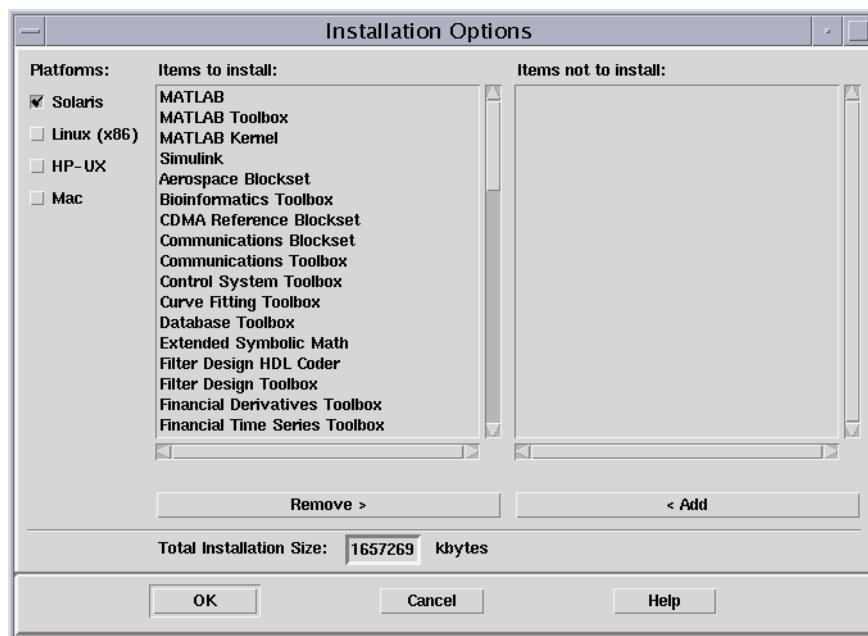 Installation Options
Platforms:
Solaris
Linux (x86)
HP-UX
Mac
Items to install:
MATLAB
MATLAB Toolbox
MATLAB Kernel
Simulink
Aerospace Blockset
Bioinformatics Toolbox
CDMA Reference Blockset
Communications Blockset
Communications Toolbox
Control System Toolbox
Curve Fitting Toolbox
Database Toolbox
Extended Symbolic Math
Filter Design HDL Coder
Filter Design Toolbox
Financial Derivatives Toolbox
Financial Time Series Toolbox
Items not to install:
Remove >
< Add
Total Installation Size: 1657269 kbytes
OK
Cancel
Help